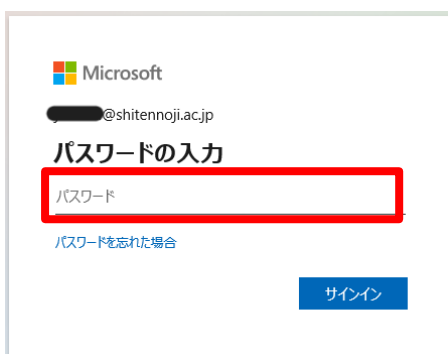 Microsoft
@shitennoji.ac.jp
パスワードの入力
パスワード
パスワードを忘れた場合
サインイン